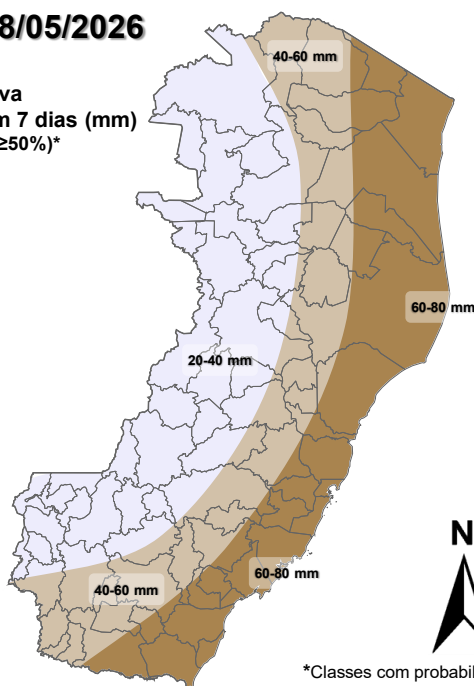 8/05/2026
va
m 7 dias (mm)
≥50%)*
40-60 mm
60-80 mm
20-40 mm
60-80 mm
40-60 mm
N
*Classes com probabil